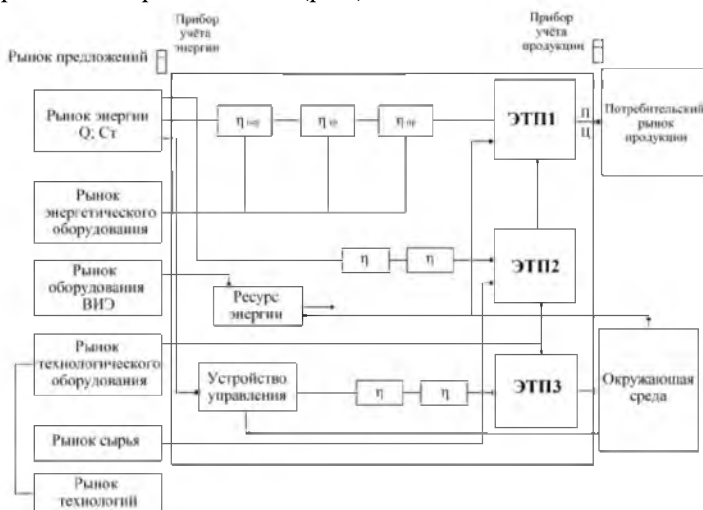 Прибор
учёта
энергии
Прибор
учёта
продукции
Рынок предложений
Рынок энергии
Q; Ст
η
η
η
ЭТП1
П
Ц
Потребительский
рынок
продукции
Рынок
энергетического
оборудования
η
η
ЭТП2
Рынок
оборудования
ВИЭ
Ресурс
энергии
Рынок
технологического
оборудования
Устройство
управления
η
η
ЭТП3
Окружающая
среда
Рынок сырья
Рынок
технологий